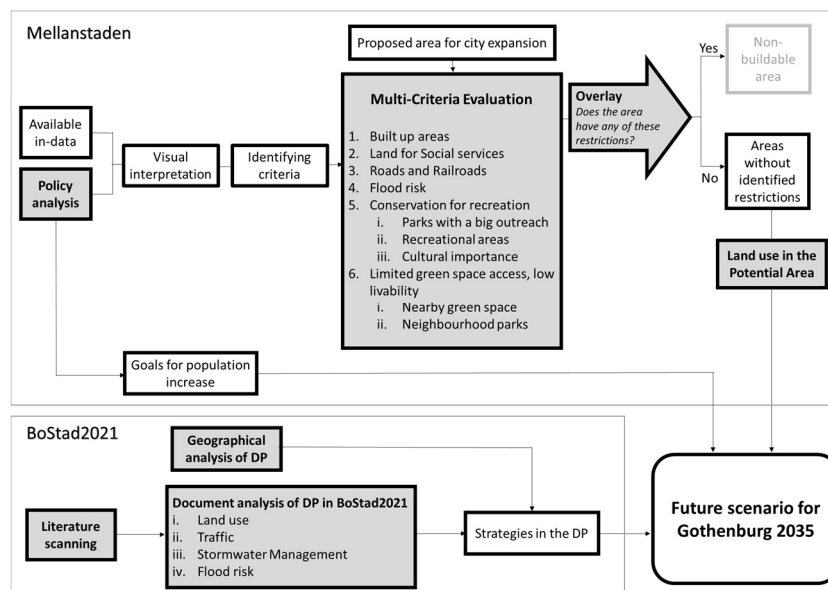 Mellanstaden
Proposed area for city expansion
Available
in-data
Policy
analysis
Visual
interpretation
Identifying
criteria
Multi-Criteria Evaluation
1. Built up areas
2. Land for Social services
3. Roads and Railroads
4. Flood risk
5. Conservation for recreation
i. Parks with a big outreach
ii. Recreational areas
iii. Cultural importance
6. Limited green space access, low
livability
i. Nearby green space
ii. Neighbourhood parks
Overlay
Does the area
have any of these
restrictions?
Yes
Non-
buildable
area
No
Areas
without
identified
restrictions
Land use in the
Potential Area
Goals for population
increase
BoStad2021
Geographical
analysis of DP
Literature
scanning
Document analysis of DP in BoStad2021
i. Land use
ii. Traffic
iii. Stormwater Management
iv. Flood risk
Strategies in the DP
Future scenario for
Gothenburg 2035